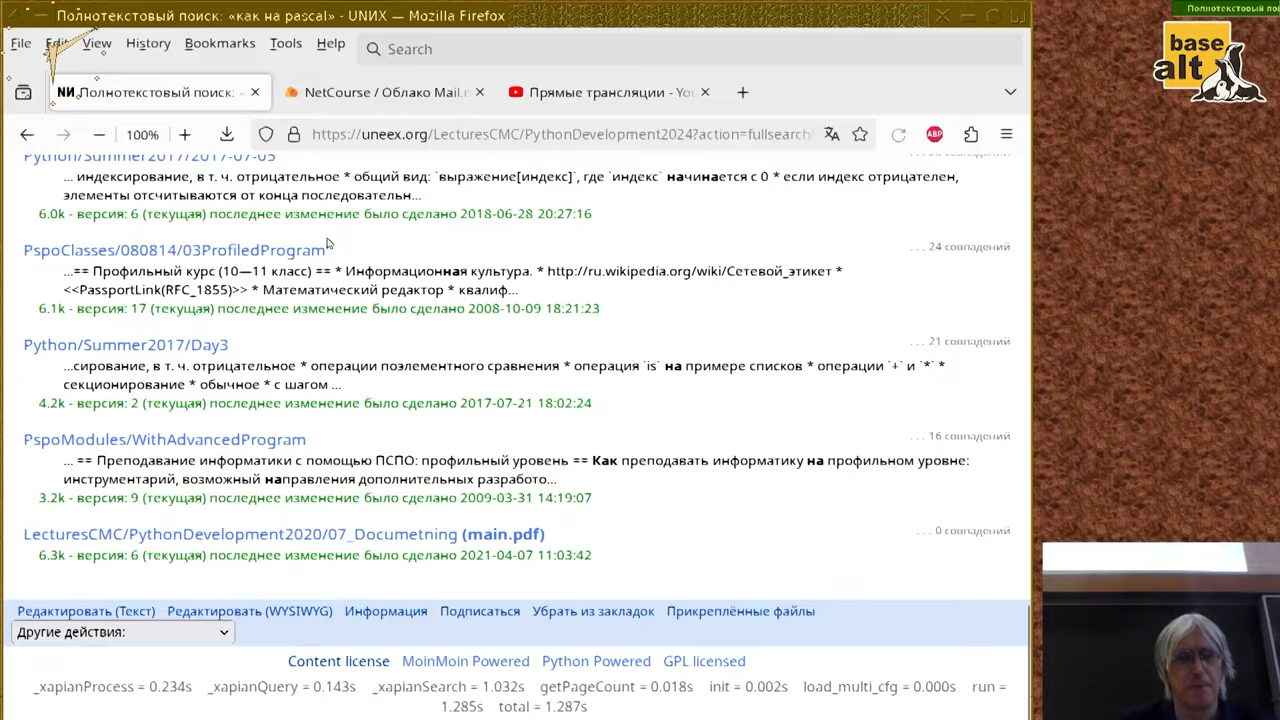 Полнотекстовый поиск: «как на pascal» - UNИX — Mozilla Firefox
Полнотекстовый по
base
alt
File Edit View History Bookmarks Tools Help
Search
Полнотекстовый поиск: «
NetCourse / Облако Mail.r
Прямые трансляции - You
100%
https://uneex.org/LecturesCMC/PythonDevelopment2024?action=fullsearch
ABP
Python/Summer2017/2017-07-05
... индексирование, в т. ч. отрицательное * общий вид: `выражение[индекс]`, где `индекс` начинается с 0 * если индекс отрицателен,
элементы отсчитываются от конца последовательн...
6.0k - версия: 6 (текущая) последнее изменение было сделано 2018-06-28 20:27:16
PspoClasses/080814/03ProfiledProgram
. . . 24 совпадений
...== Профильный курс (10—11 класс) == * Информационная культура. * http://ru.wikipedia.org/wiki/Сетевой_этикет *
<<PassportLink(RFC_1855)>> * Математический редактор * квалиф...
6.1k - версия: 17 (текущая) последнее изменение было сделано 2008-10-09 18:21:23
Python/Summer2017/Day3
. . . 21 совпадений
...сирование, в т. ч. отрицательное * операции поэлементного сравнения * операция `is` на примере списков * операции `+` и `*` *
секционирование * обычное * с шагом ...
4.2k - версия: 2 (текущая) последнее изменение было сделано 2017-07-21 18:02:24
PspoModules/WithAdvancedProgram
. . . 16 совпадений
... == Преподавание информатики с помощью ПСПО: профильный уровень == Как преподавать информатику на профильном уровне:
инструментарий, возможный направления дополнительных разработо...
3.2k - версия: 9 (текущая) последнее изменение было сделано 2009-03-31 14:19:07
LecturesCMC/PythonDevelopment2020/07_Documetning (main.pdf)
. . . 0 совпадений
6.3k - версия: 6 (текущая) последнее изменение было сделано 2021-04-07 11:03:42
Редактировать (Текст) Редактировать (WYSIWYG) Информация Подписаться Убрать из закладок Прикреплённые файлы
Другие действия:
Content license MoinMoin Powered Python Powered GPL licensed
_xapianProcess = 0.234s _xapianQuery = 0.143s _xapianSearch = 1.032s getPageCount = 0.018s init = 0.002s load_multi_cfg = 0.000s run =
1.285s total = 1.287s